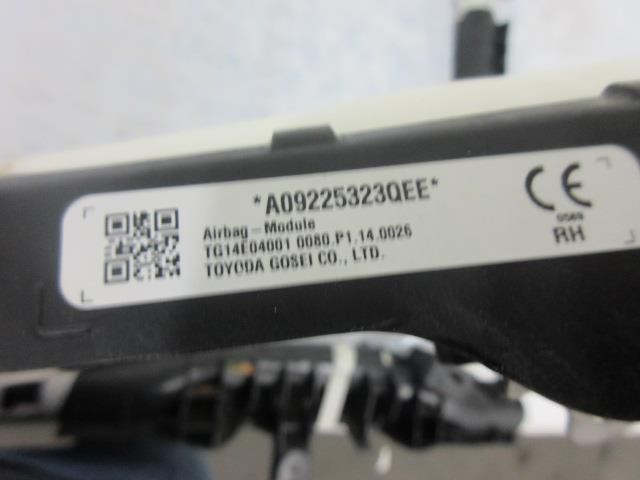 *A09225323QEE*
Airbag-Module
TG14E04001 0080.P1,14.0026
TOYODA GOSEI CO., LTD.
CE
0589
RH